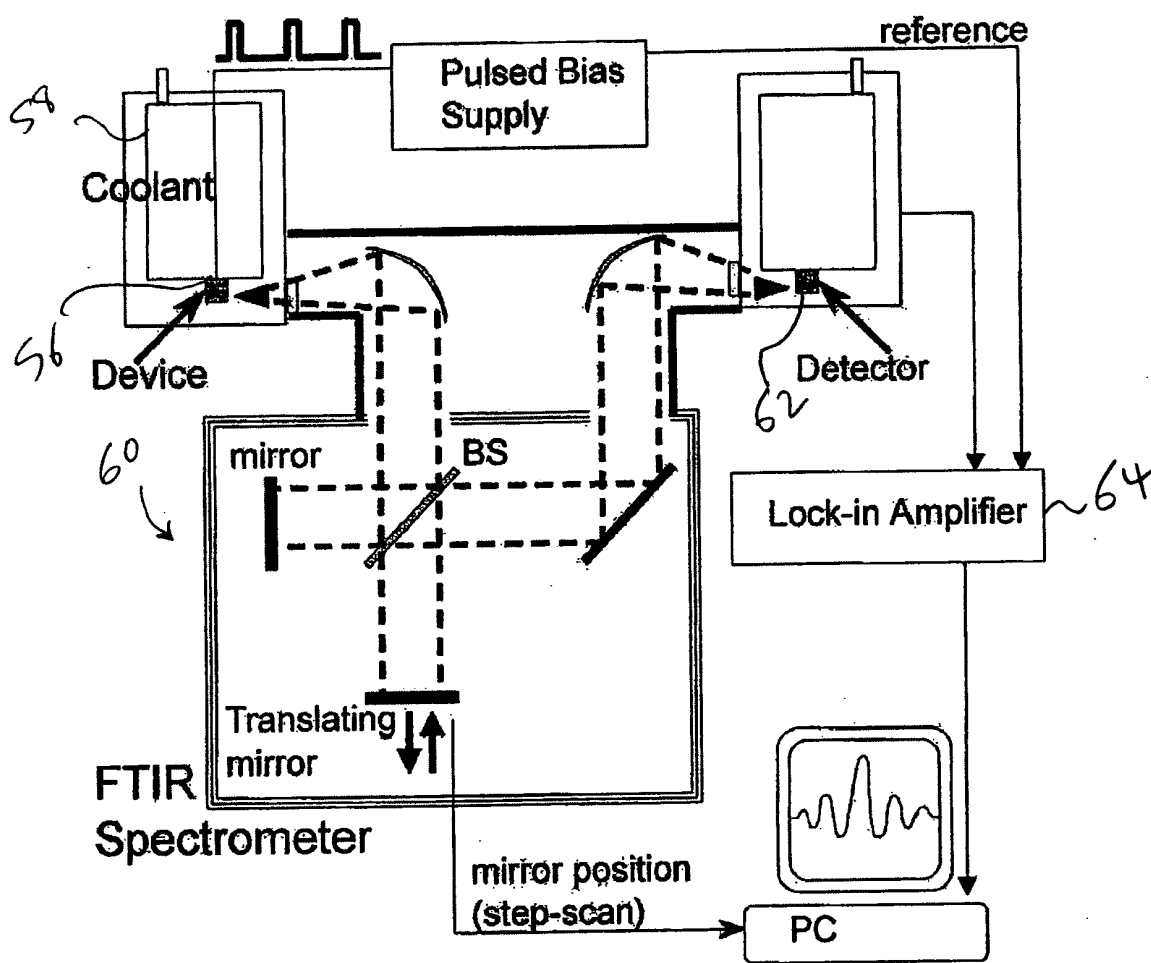 reference
Pulsed Bias
Supply
58
Coolant
56
Device
Detector
62
60
mirror
BS
Lock-in Amplifier
64
Translating
mirror
FTIR
Spectrometer
mirror position
(step-scan)
PC